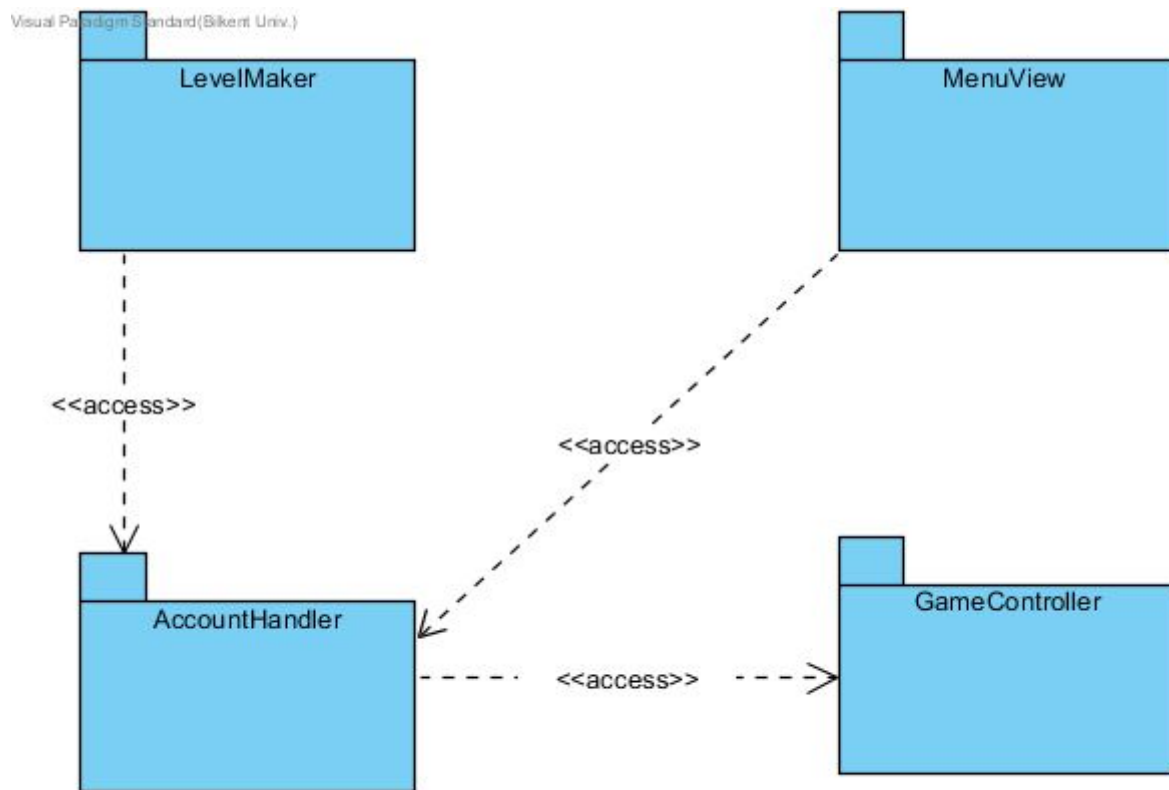 Visual Paradigm Standard(Bilkent Univ.)
LevelMaker
MenuView
<<access>>
<<access>>
AccountHandler
GameController
<<access>>